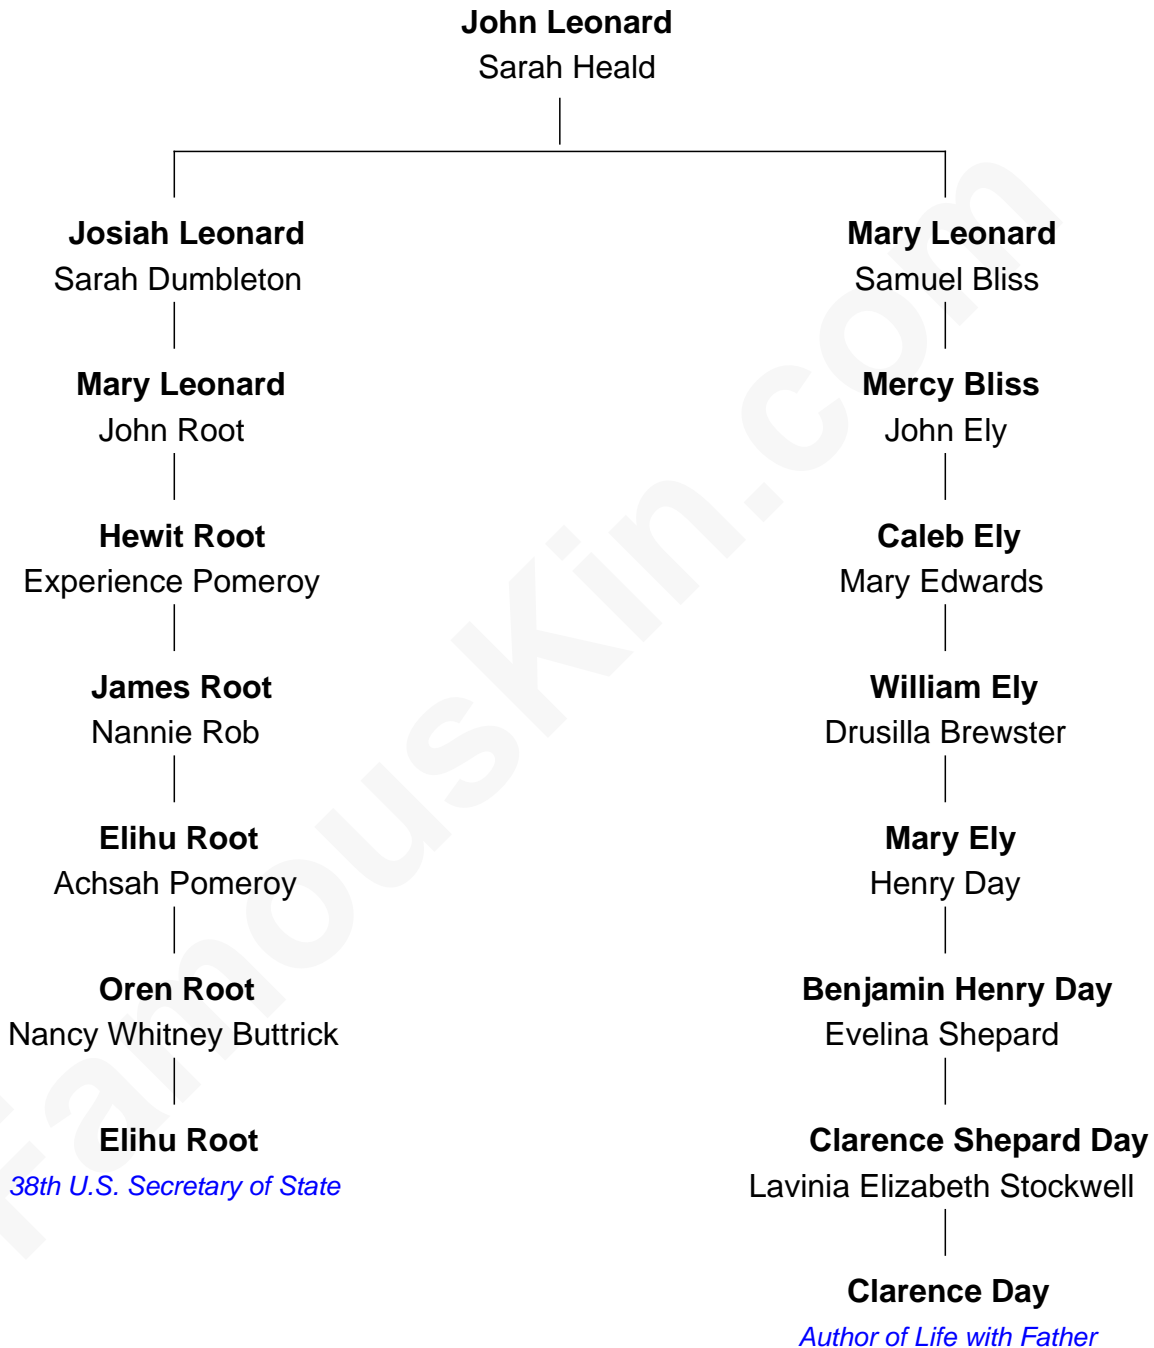 John Leonard
Sarah Heald
Josiah Leonard
Sarah Dumbleton
Mary Leonard
John Root
Hewit Root
Experience Pomeroy
James Root
Nannie Rob
Elihu Root
Achsah Pomeroy
Oren Root
Nancy Whitney Buttrick
Elihu Root
38th U.S. Secretary of State
Mary Leonard
Samuel Bliss
Mercy Bliss
John Ely
Caleb Ely
Mary Edwards
William Ely
Drusilla Brewster
Mary Ely
Henry Day
Benjamin Henry Day
Evelina Shepard
Clarence Shepard Day
Lavinia Elizabeth Stockwell
Clarence Day
Author of Life with Father
FamousKin.com